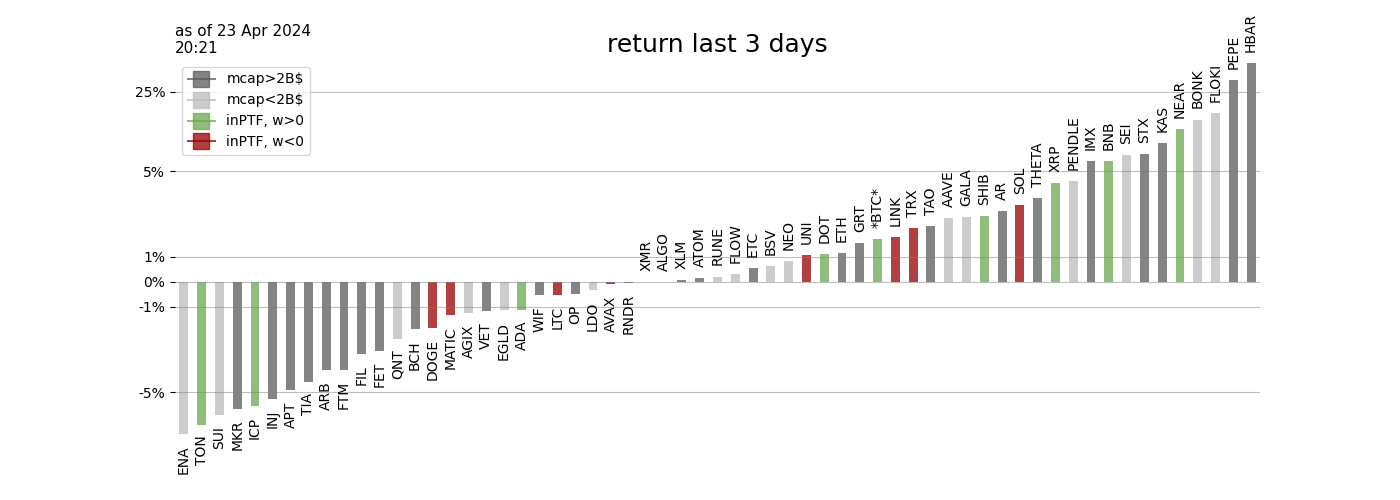 as of 23 Apr 2024
20:21
return last 3 days
mcap>2B$
mcap<2B$
inPTF, w>0
inPTF, w<0
25%
5%
1%
0%
-1%
-5%
ENA
TON
SUI
MKR
ICP
INJ
APT
TIA
ARB
FTM
FIL
FET
QNT
BCH
DOGE
MATIC
AGIX
VET
EGLD
ADA
WIF
LTC
OP
LDO
AVAX
RNDR
XMR
ALGO
XLM
ATOM
RUNE
FLOW
ETC
BSV
NEO
UNI
DOT
ETH
GRT
*BTC*
LINK
TRX
TAO
AAVE
GALA
SHIB
AR
SOL
THETA
XRP
PENDLE
IMX
BNB
SEI
STX
KAS
NEAR
BONK
FLOKI
PEPE
HBAR